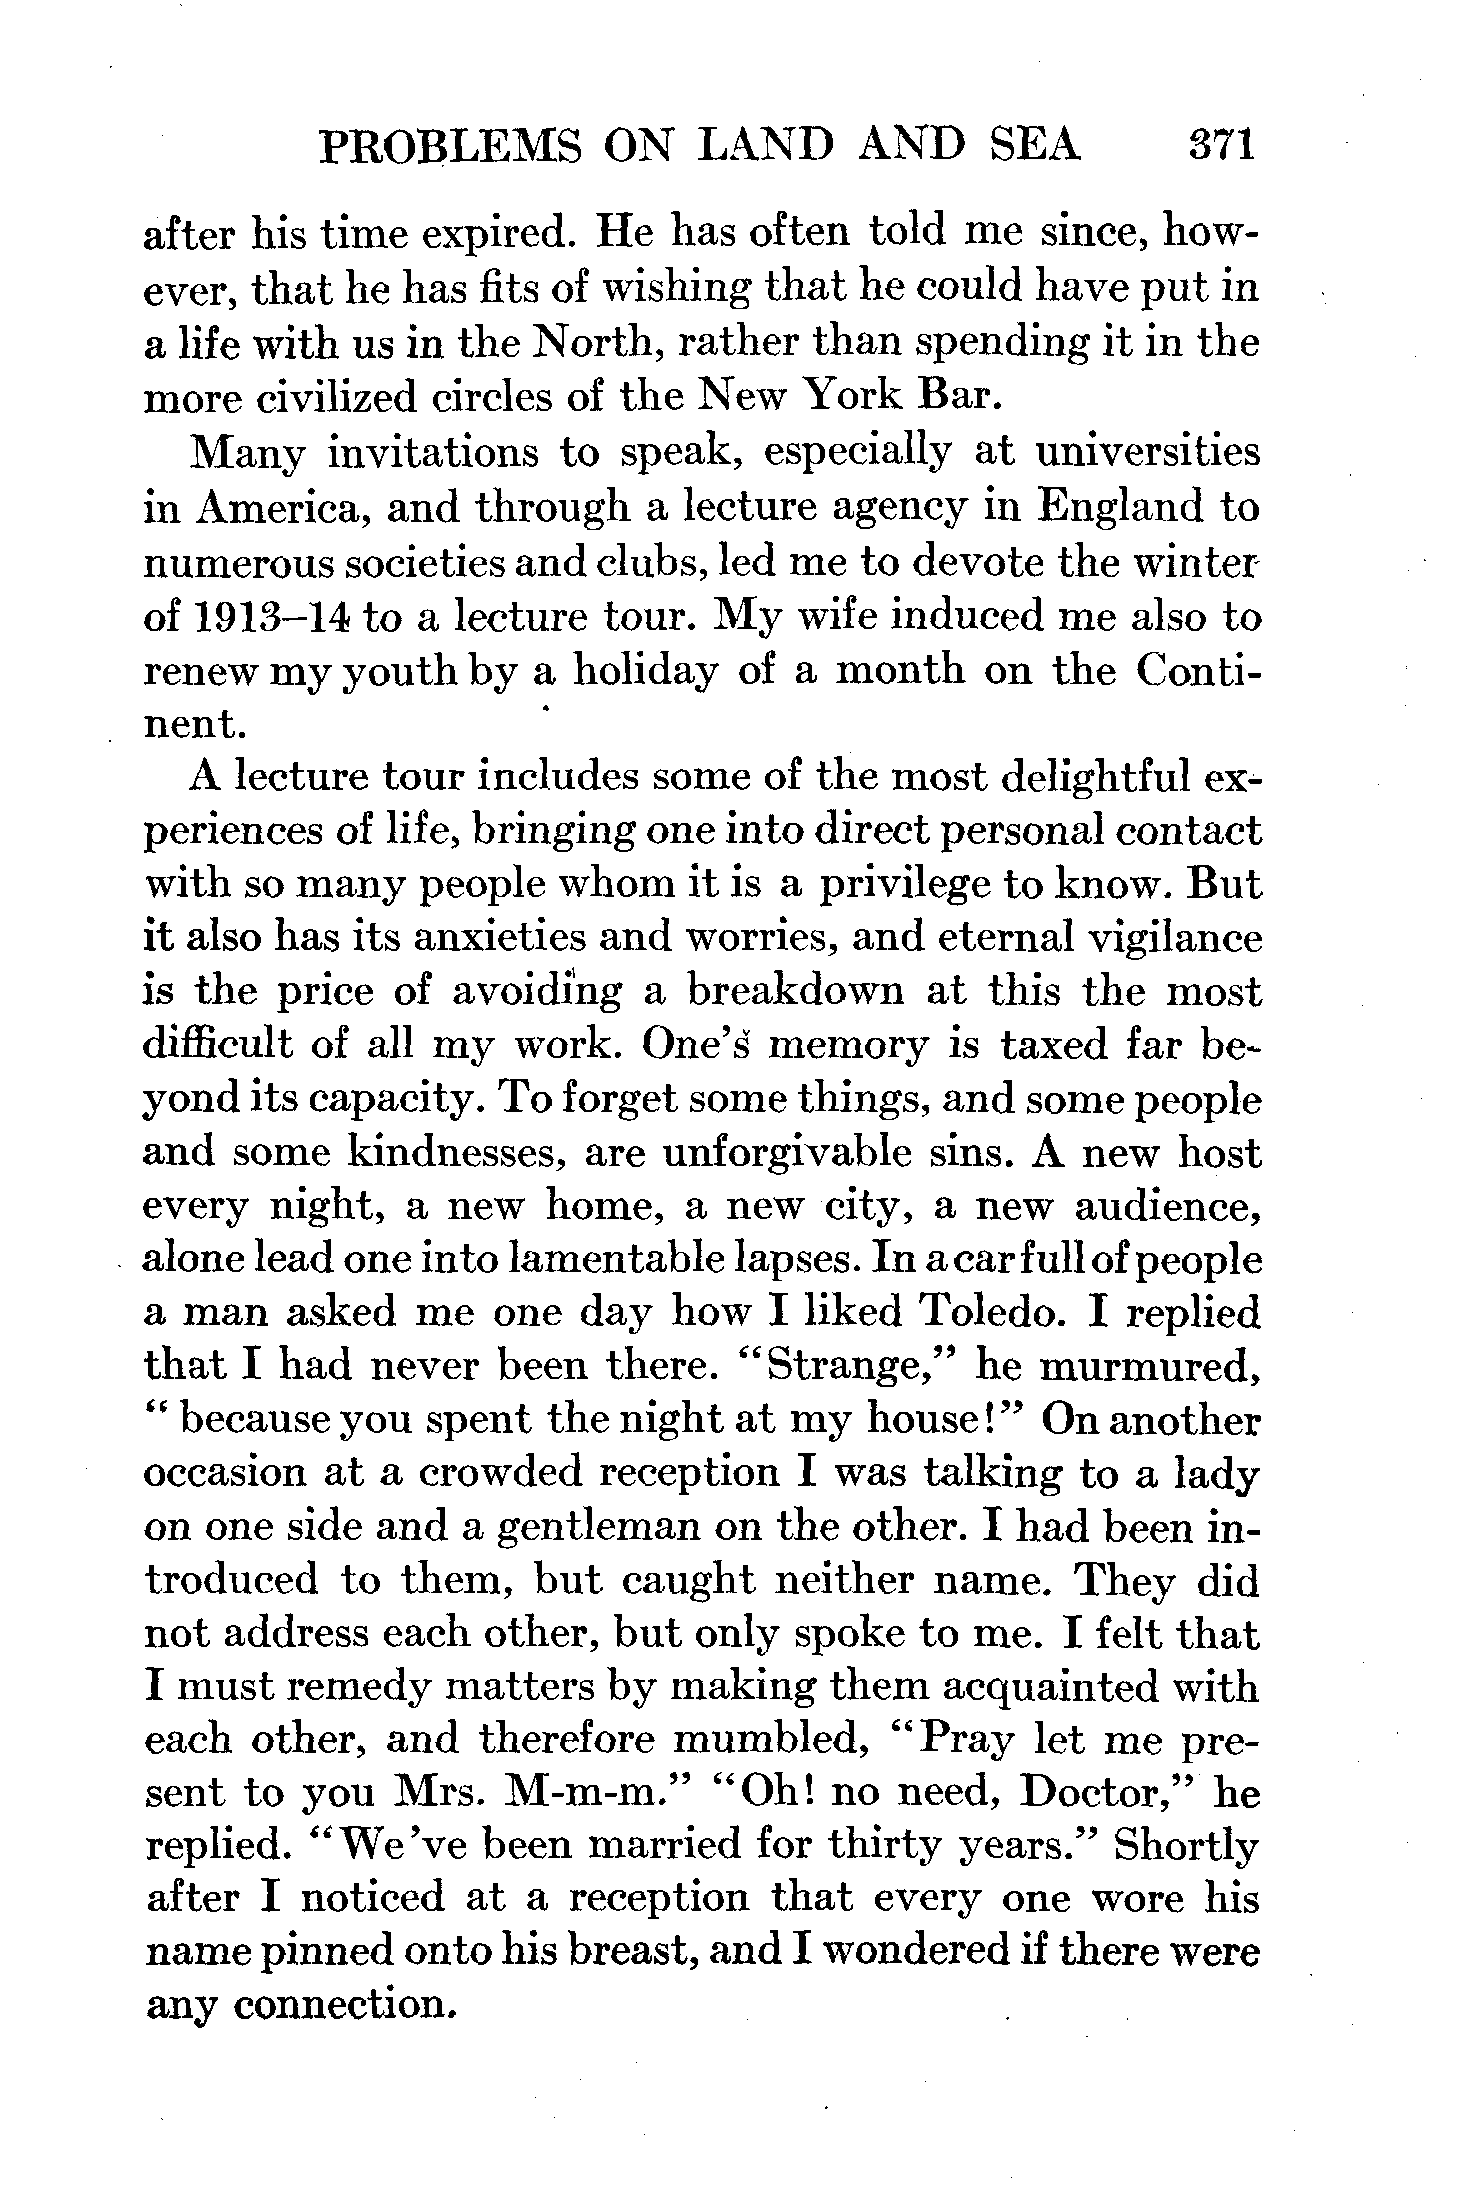 PROBLEMS ON LAND AND SEA 371
after his time expired. He has often told me since, how-
ever, that he has fits of wishing that he could have put in
a life with us in the North, rather than spending it in the
more civilized circles of the New York Bar.
Many invitations to speak, especially at universities
in America, and through a lecture agency in England to
numerous societies and clubs, led me to devote the winter
of 1913–14 to a lecture tour. My wife induced me also to
renew my youth by a holiday of a month on the Conti-
nent.
A lecture tour includes some of the most delightful ex-
periences of life, bringing one into direct personal contact
with so many people whom it is a privilege to know. But
it also has its anxieties and worries, and eternal vigilance
is the price of avoiding a breakdown at this the most
difficult of all my work. One's memory is taxed far be-
yond its capacity. To forget some things, and some people
and some kindnesses, are unforgivable sins. A new host
every night, a new home, a new city, a new audience,
alone lead one into lamentable lapses. In a car full of people
a man asked me one day how I liked Toledo. I replied
that I had never been there. "Strange," he murmured,
"because you spent the night at my house!" On another
occasion at a crowded reception I was talking to a lady
on one side and a gentleman on the other. I had been in-
troduced to them, but caught neither name. They did
not address each other, but only spoke to me. I felt that
I must remedy matters by making them acquainted with
each other, and therefore mumbled, "Pray let me pre-
sent to you Mrs. M-m-m." "Oh! no need, Doctor," he
replied. "We've been married for thirty years." Shortly
after I noticed at a reception that every one wore his
name pinned onto his breast, and I wondered if there were
any connection.